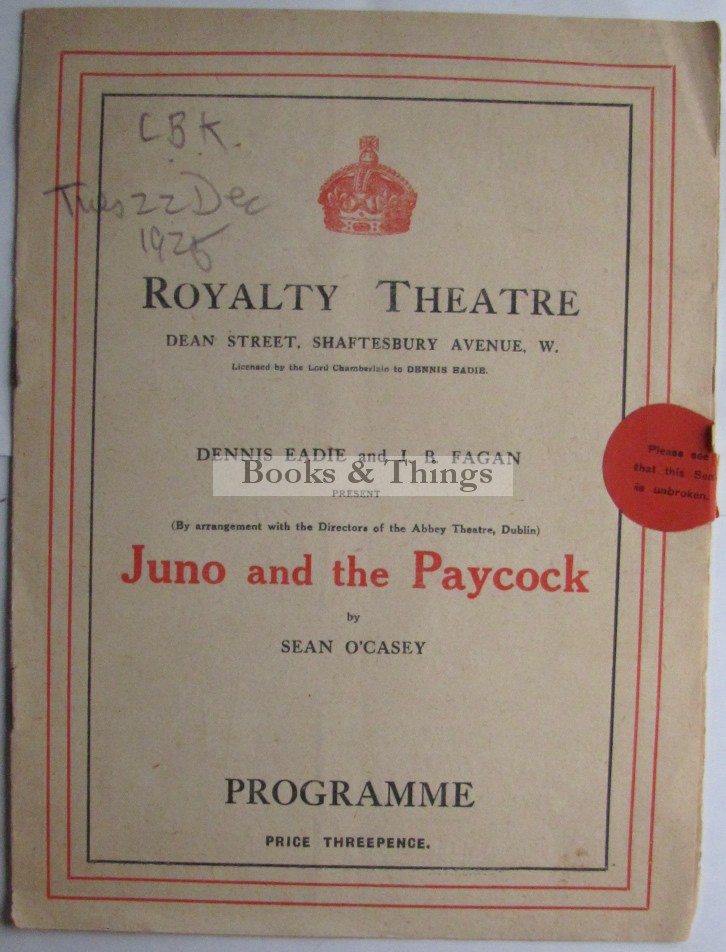 C B K.
Tues 22 Dec
1925
ROYALTY THEATRE
DEAN STREET, SHAFTESBURY AVENUE, W.
Licensed by the Lord Chamberlain to DENNIS EADIE.
DENNIS EADIE and J. B. FAGAN
Books & Things
PRESENT
(By arrangement with the Directors of the Abbey Theatre, Dublin)
Juno and the Paycock
by
SEAN O'CASEY
PROGRAMME
PRICE THREEPENCE.
Please see
that this Sea
is unbroken.